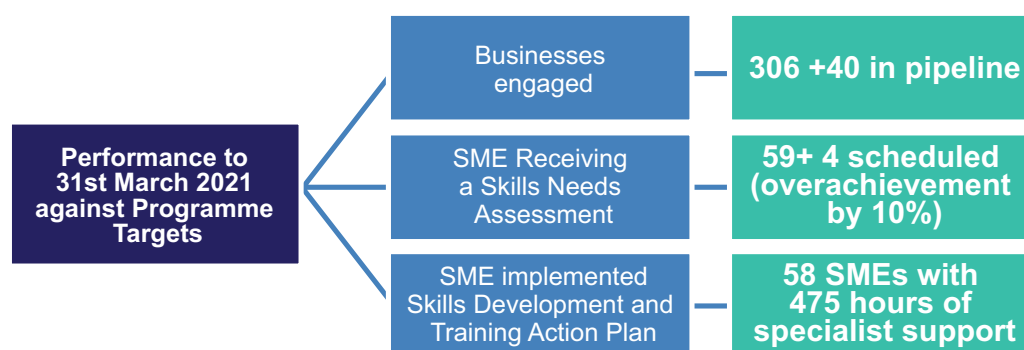 Performance to
31st March 2021
against Programme
Targets
Businesses
engaged
306 +40 in pipeline
SME Receiving
a Skills Needs
Assessment
59+ 4 scheduled
(overachievement
by 10%)
SME implemented
Skills Development and
Training Action Plan
58 SMEs with
475 hours of
specialist support